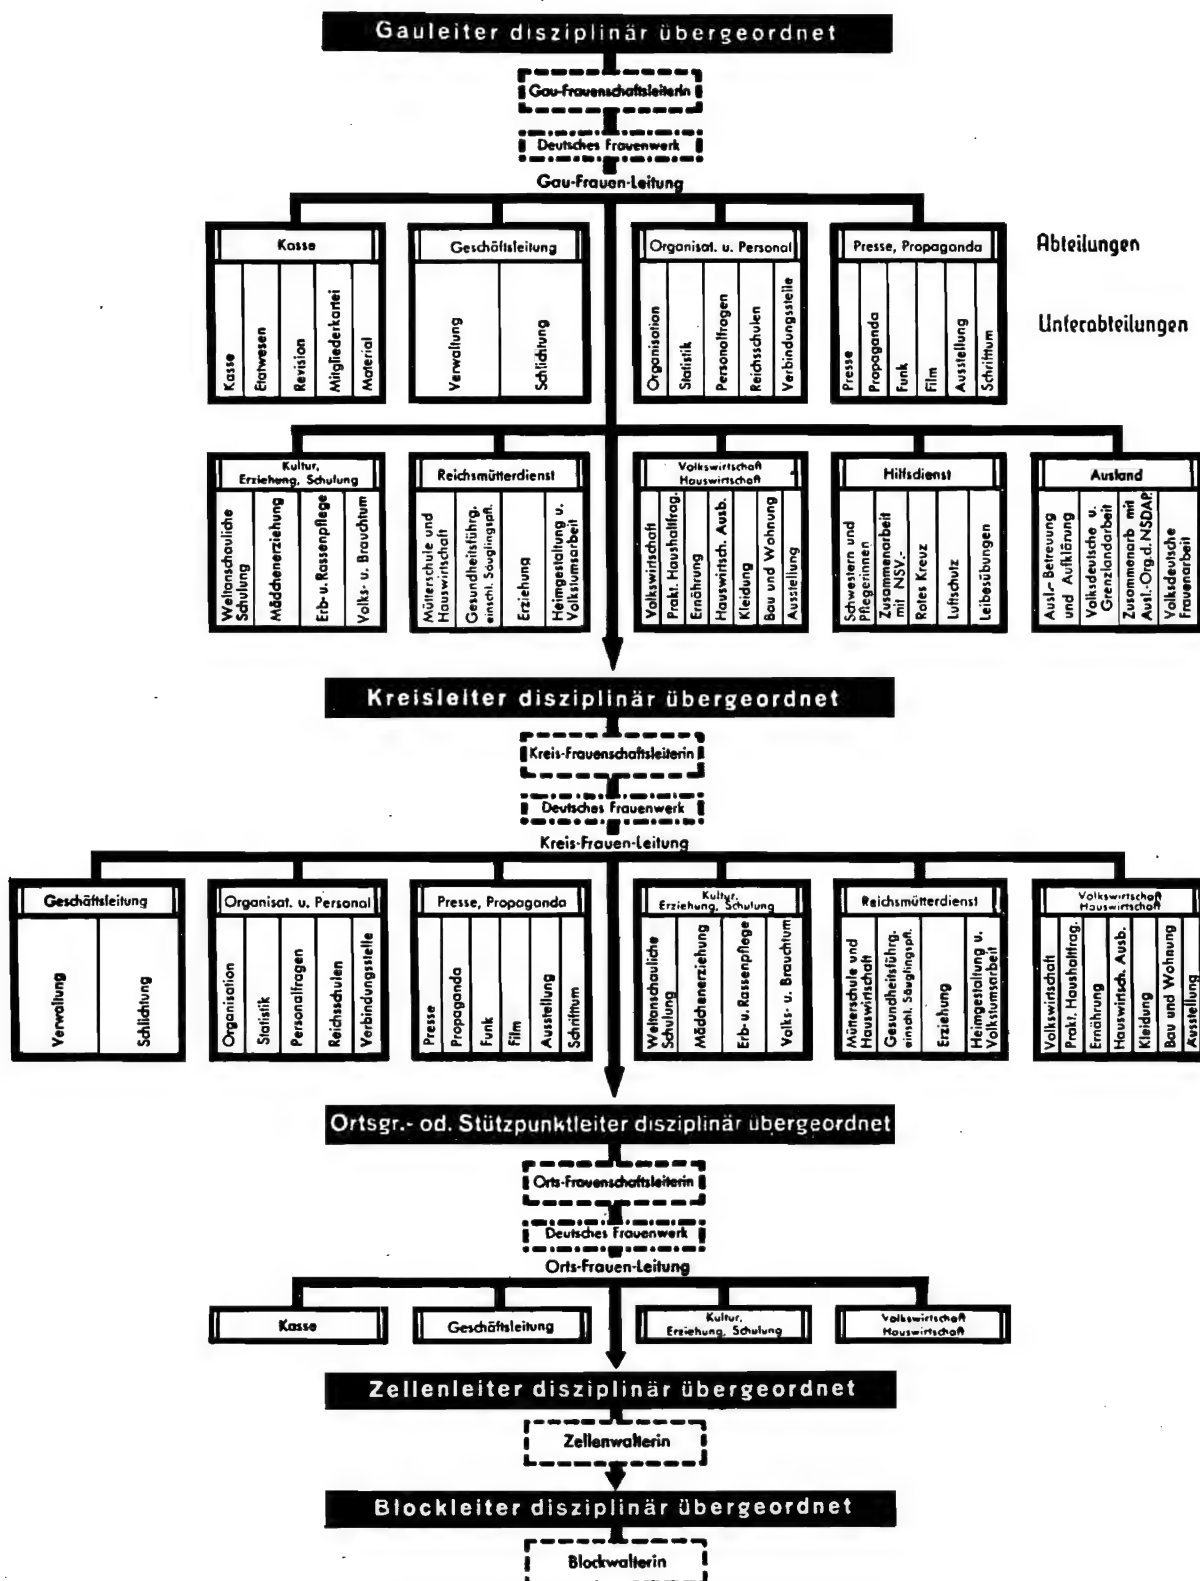 Gauleiter disziplinär übergeordnet
Gau-Frauenschaftsleiterin
Deutsches Frauenwerk
Gau-Frauen-Leitung
Kasse
Kasse
Etatwesen
Revision
Mitgliederkartei
Material
Geschäftsleitung
Verwaltung
Schlichtung
Organisat. u. Personal
Organisation
Statistik
Personalfragen
Reichsschulen
Verbindungsstelle
Presse, Propaganda
Presse
Propaganda
Funk
Film
Ausstellung
Schrifttum
Abteilungen
Unterabteilungen
Kultur,
Erziehung, Schulung
Weltanschauliche
Schulung
Mädchenerziehung
Erb- u. Rassenpflege
Volks- u. Brauchtum
Reichsmütterdienst
Mütterschule und
Hauswirtschaft
Gesundheitsführg.
einschl. Säuglingspfl.
Erziehung
Heimgestaltung u.
Volkstumsarbeit
Volkswirtschaft
Hauswirtschaft
Volkswirtschaft
Prakt. Haushaltfrag.
Ernährung
Hauswirtsch. Ausb.
Kleidung
Bau und Wohnung
Ausstellung
Hilfsdienst
Schwestern und
Pflegerinnen
Zusammenarbeit
mit NSV.-
Rotes Kreuz
Luftschutz
Leibesübungen
Ausland
Ausl.- Betreuung
und Aufklärung
Volksdeutsche u.
Grenzlandarbeit
Zusammenarb mit
Ausl.-Org.d.NSDAP.
Volksdeutsche
Frauenarbeit
Kreisleiter disziplinär übergeordnet
Kreis-Frauenschaftsleiterin
Deutsches Frauenwerk
Kreis-Frauen-Leitung
Geschäftsleitung
Verwaltung
Schlichtung
Organisat. u. Personal
Organisation
Statistik
Personalfragen
Reichsschulen
Verbindungsstelle
Presse, Propaganda
Presse
Propaganda
Funk
Film
Ausstellung
Schrifttum
Kultur,
Erziehung, Schulung
Weltanschauliche
Schulung
Mädchenerziehung
Erb- u. Rassenpflege
Volks- u. Brauchtum
Reichsmütterdienst
Mütterschule und
Hauswirtschaft
Gesundheitsführg.
einschl. Säuglingspfl.
Erziehung
Heimgestaltung u.
Volkstumsarbeit
Volkswirtschaft
Hauswirtschaft
Volkswirtschaft
Prakt. Haushaltfrag.
Ernährung
Hauswirtsch. Ausb.
Kleidung
Bau und Wohnung
Ausstellung
Ortsgr.- od. Stützpunktleiter disziplinär übergeordnet
Orts-Frauenschaftsleiterin
Deutsches Frauenwerk
Orts-Frauen-Leitung
Kasse
Geschäftsleitung
Kultur,
Erziehung, Schulung
Volkswirtschaft
Hauswirtschaft
Zellenleiter disziplinär übergeordnet
Zellenwalterin
Blockleiter disziplinär übergeordnet
Blockwalterin